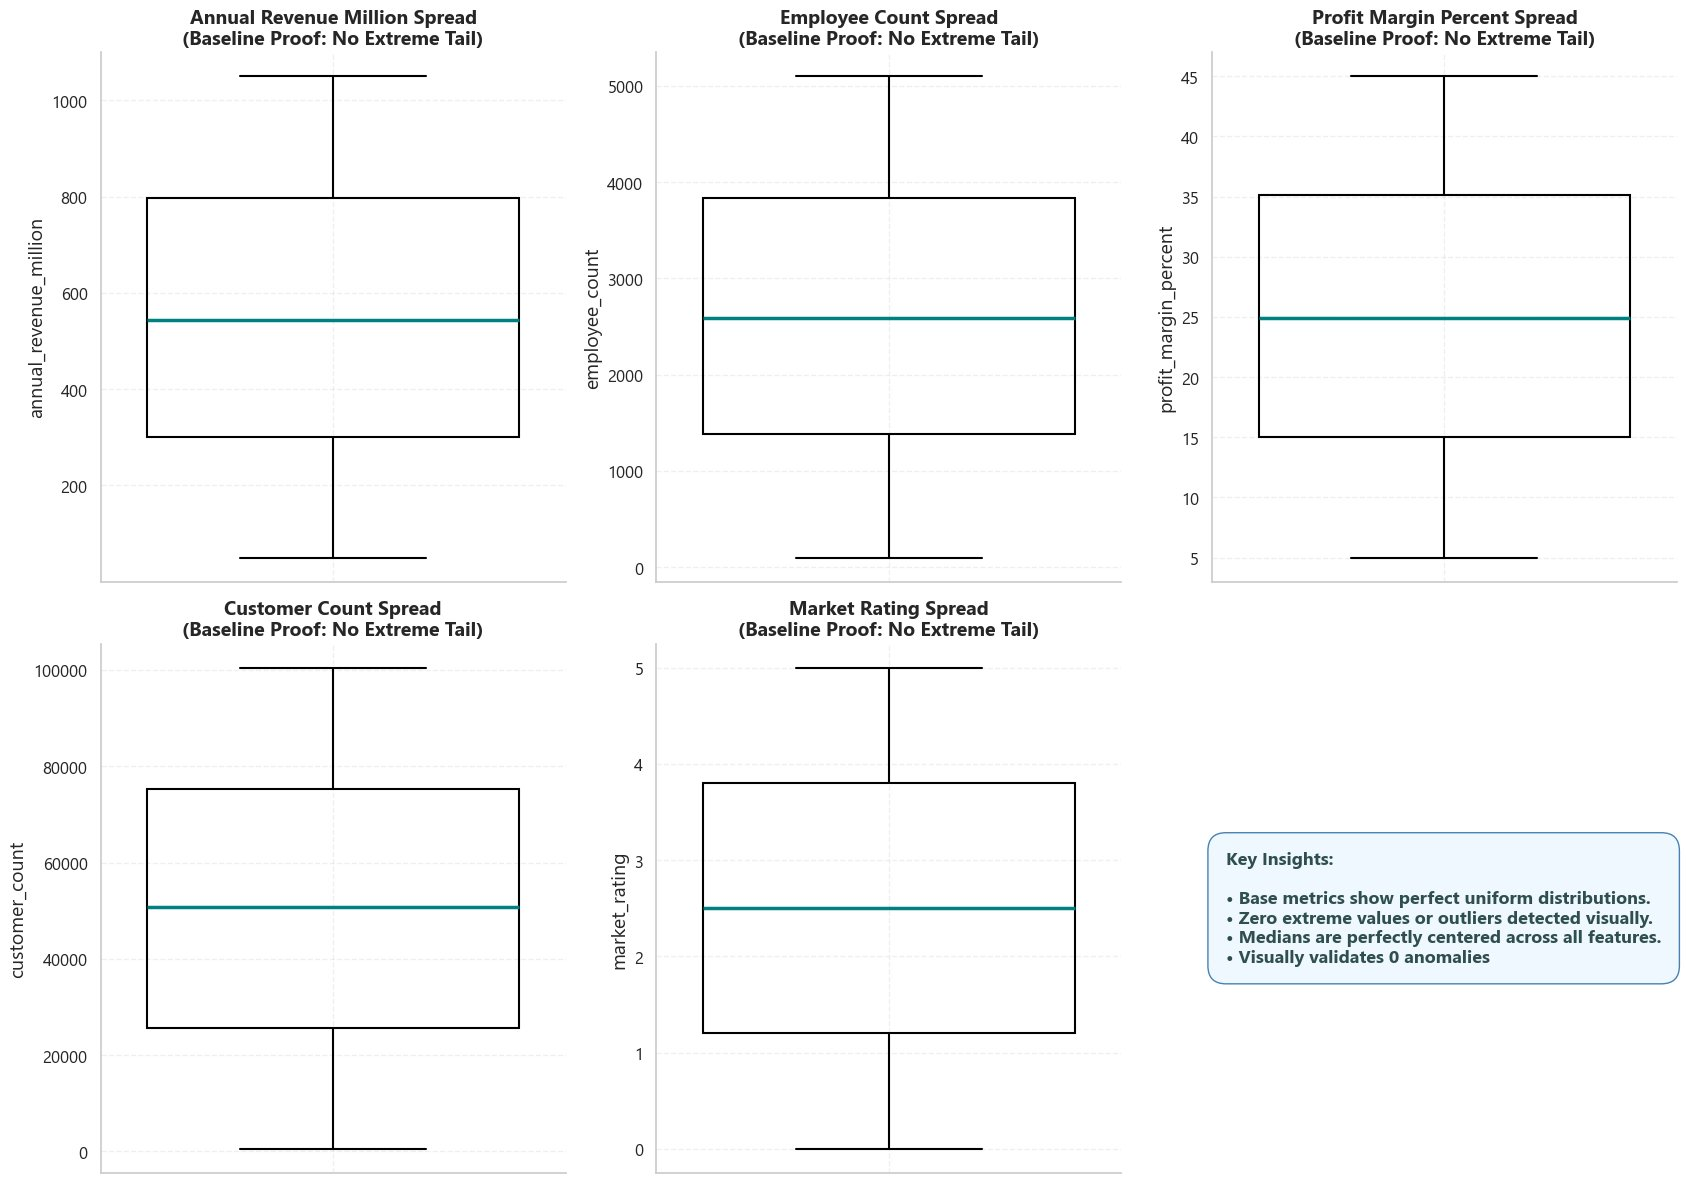 Annual Revenue Million Spread
(Baseline Proof: No Extreme Tail)
annual_revenue_million
1000
800
600
400
200
Employee Count Spread
(Baseline Proof: No Extreme Tail)
employee_count
5000
4000
3000
2000
1000
0
Profit Margin Percent Spread
(Baseline Proof: No Extreme Tail)
profit_margin_percent
45
40
35
30
25
20
15
10
5
Customer Count Spread
(Baseline Proof: No Extreme Tail)
customer_count
100000
80000
60000
40000
20000
0
Market Rating Spread
(Baseline Proof: No Extreme Tail)
market_rating
5
4
3
2
1
0
Key Insights:
• Base metrics show perfect uniform distributions.
• Zero extreme values or outliers detected visually.
• Medians are perfectly centered across all features.
• Visually validates 0 anomalies